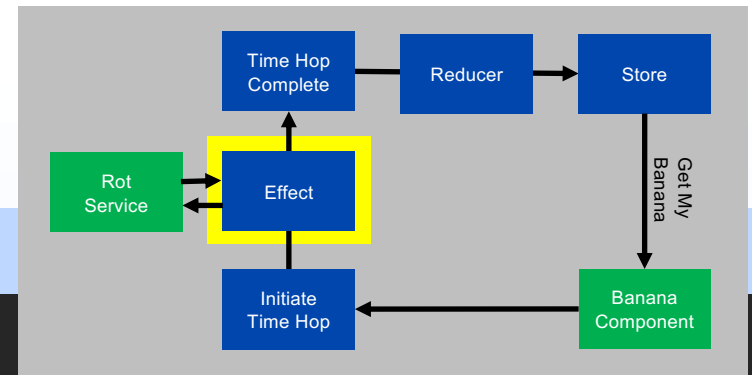 Time Hop
Complete
Reducer
Store
Rot
Service
Effect
Get My
Banana
Initiate
Time Hop
Banana
Component